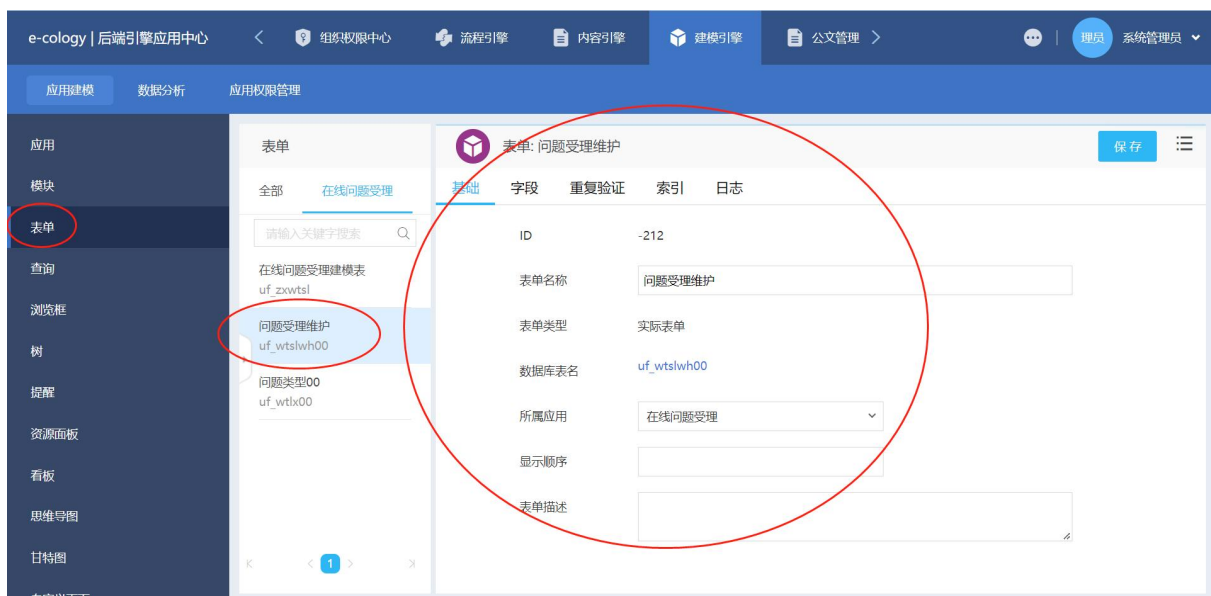 e-cology | 后端引擎应用中心 组织权限中心 流程引擎 内容引擎 建模引擎 公文管理 理员 系统管理员
应用建模 数据分析 应用权限管理
应用
模块
表单
查询
浏览框
树
提醒
资源面板
看板
思维导图
甘特图
表单
全部 在线问题受理
请输入关键字搜索
在线问题受理建模表
uf_zxwtsl
问题受理维护
uf_wtslwh00
问题类型00
uf_wtlx00
1
表单: 问题受理维护 保存
基础 字段 重复验证 索引 日志
ID -212
表单名称 问题受理维护
表单类型 实际表单
数据库表名 uf_wtslwh00
所属应用 在线问题受理
显示顺序
表单描述